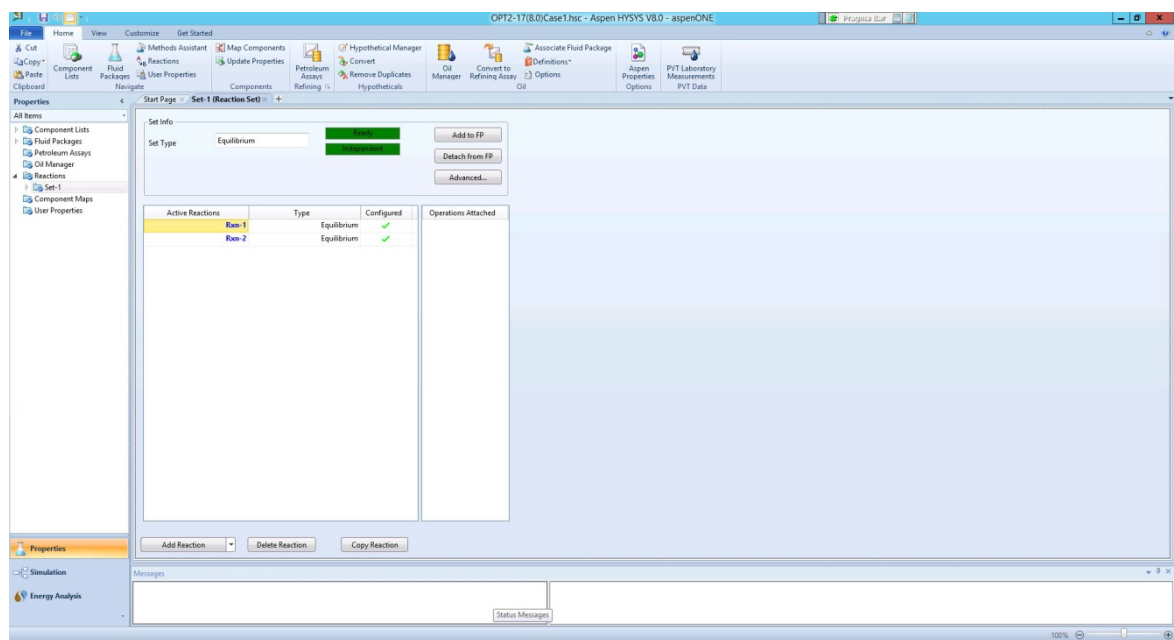 OPT2-17(8.0)Case1.hsc - Aspen HYSYS V8.0 - aspenONE
Pragma Bar
File Home View Customize Get Started
Cut
Copy
Paste
Clipboard
Component Lists
Fluid Packages
Methods Assistant
Reactions
User Properties
Navigate
Map Components
Update Properties
Components
Petroleum Assays
Refining
Hypothetical Manager
Convert
Remove Duplicates
Hypotheticals
Oil Manager
Convert to Refining Assay
Associate Fluid Package
Definitions
Options
Oil
Aspen Properties
Options
PVT Laboratory Measurements
PVT Data
Properties
All Items
Component Lists
Fluid Packages
Petroleum Assays
Oil Manager
Reactions
Set-1
Component Maps
User Properties
Properties
Simulation
Energy Analysis
Start Page Set-1 (Reaction Set) +
Set Info
Set Type Equilibrium
Ready
Independent
Add to FP
Detach from FP
Advanced...
Active Reactions Type Configured Operations Attached
Rxn-1 Equilibrium
Rxn-2 Equilibrium
Add Reaction Delete Reaction Copy Reaction
Messages
Status Messages
100%